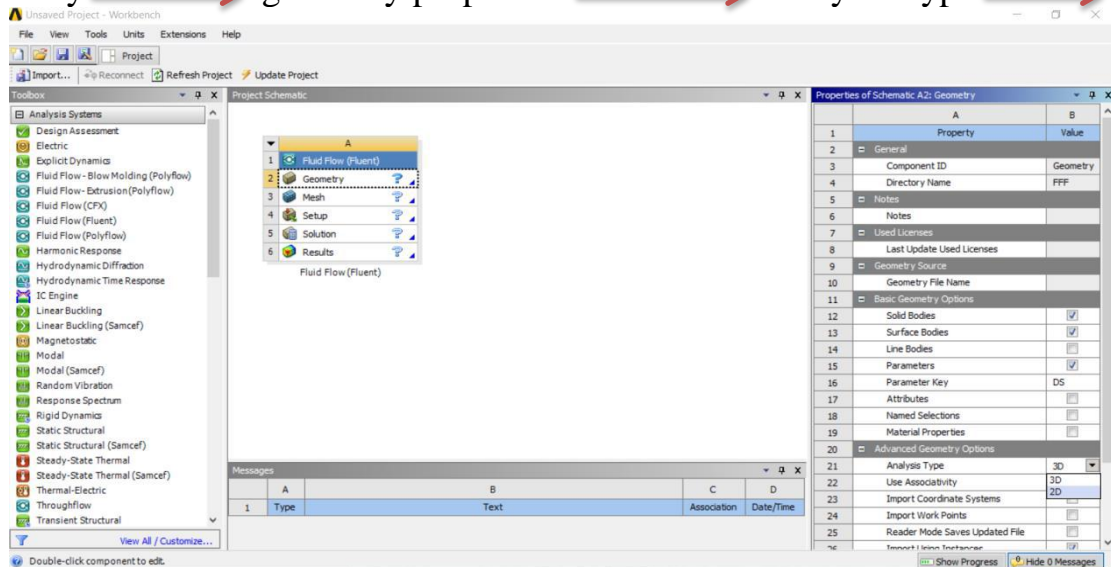 Unsaved Project - Workbench
File View Tools Units Extensions Help
Project
Import... Reconnect Refresh Project Update Project
Toolbox
Analysis Systems
Design Assessment
Electric
Explicit Dynamics
Fluid Flow - Blow Molding (Polyflow)
Fluid Flow - Extrusion (Polyflow)
Fluid Flow (CFX)
Fluid Flow (Fluent)
Fluid Flow (Polyflow)
Harmonic Response
Hydrodynamic Diffraction
Hydrodynamic Time Response
IC Engine
Linear Buckling
Linear Buckling (Samcef)
Magnetostatic
Modal
Modal (Samcef)
Random Vibration
Response Spectrum
Rigid Dynamics
Static Structural
Static Structural (Samcef)
Steady-State Thermal
Steady-State Thermal (Samcef)
Thermal-Electric
Throughflow
Transient Structural
View All / Customize...
Project Schematic
A
1 Fluid Flow (Fluent)
2 Geometry ?
3 Mesh ?
4 Setup ?
5 Solution ?
6 Results ?
Fluid Flow (Fluent)
Messages
A B C D
1 Type Text Association Date/Time
Properties of Schematic A2: Geometry
A B
1 Property Value
2 General
3 Component ID Geometry
4 Directory Name FFF
5 Notes
6 Notes
7 Used Licenses
8 Last Update Used Licenses
9 Geometry Source
10 Geometry File Name
11 Basic Geometry Options
12 Solid Bodies
13 Surface Bodies
14 Line Bodies
15 Parameters
16 Parameter Key DS
17 Attributes
18 Named Selections
19 Material Properties
20 Advanced Geometry Options
21 Analysis Type 3D
22 Use Associativity 3D
2D
23 Import Coordinate Systems
24 Import Work Points
25 Reader Mode Saves Updated File
26 Import Using Instances
Double-click component to edit.
Show Progress Hide 0 Messages